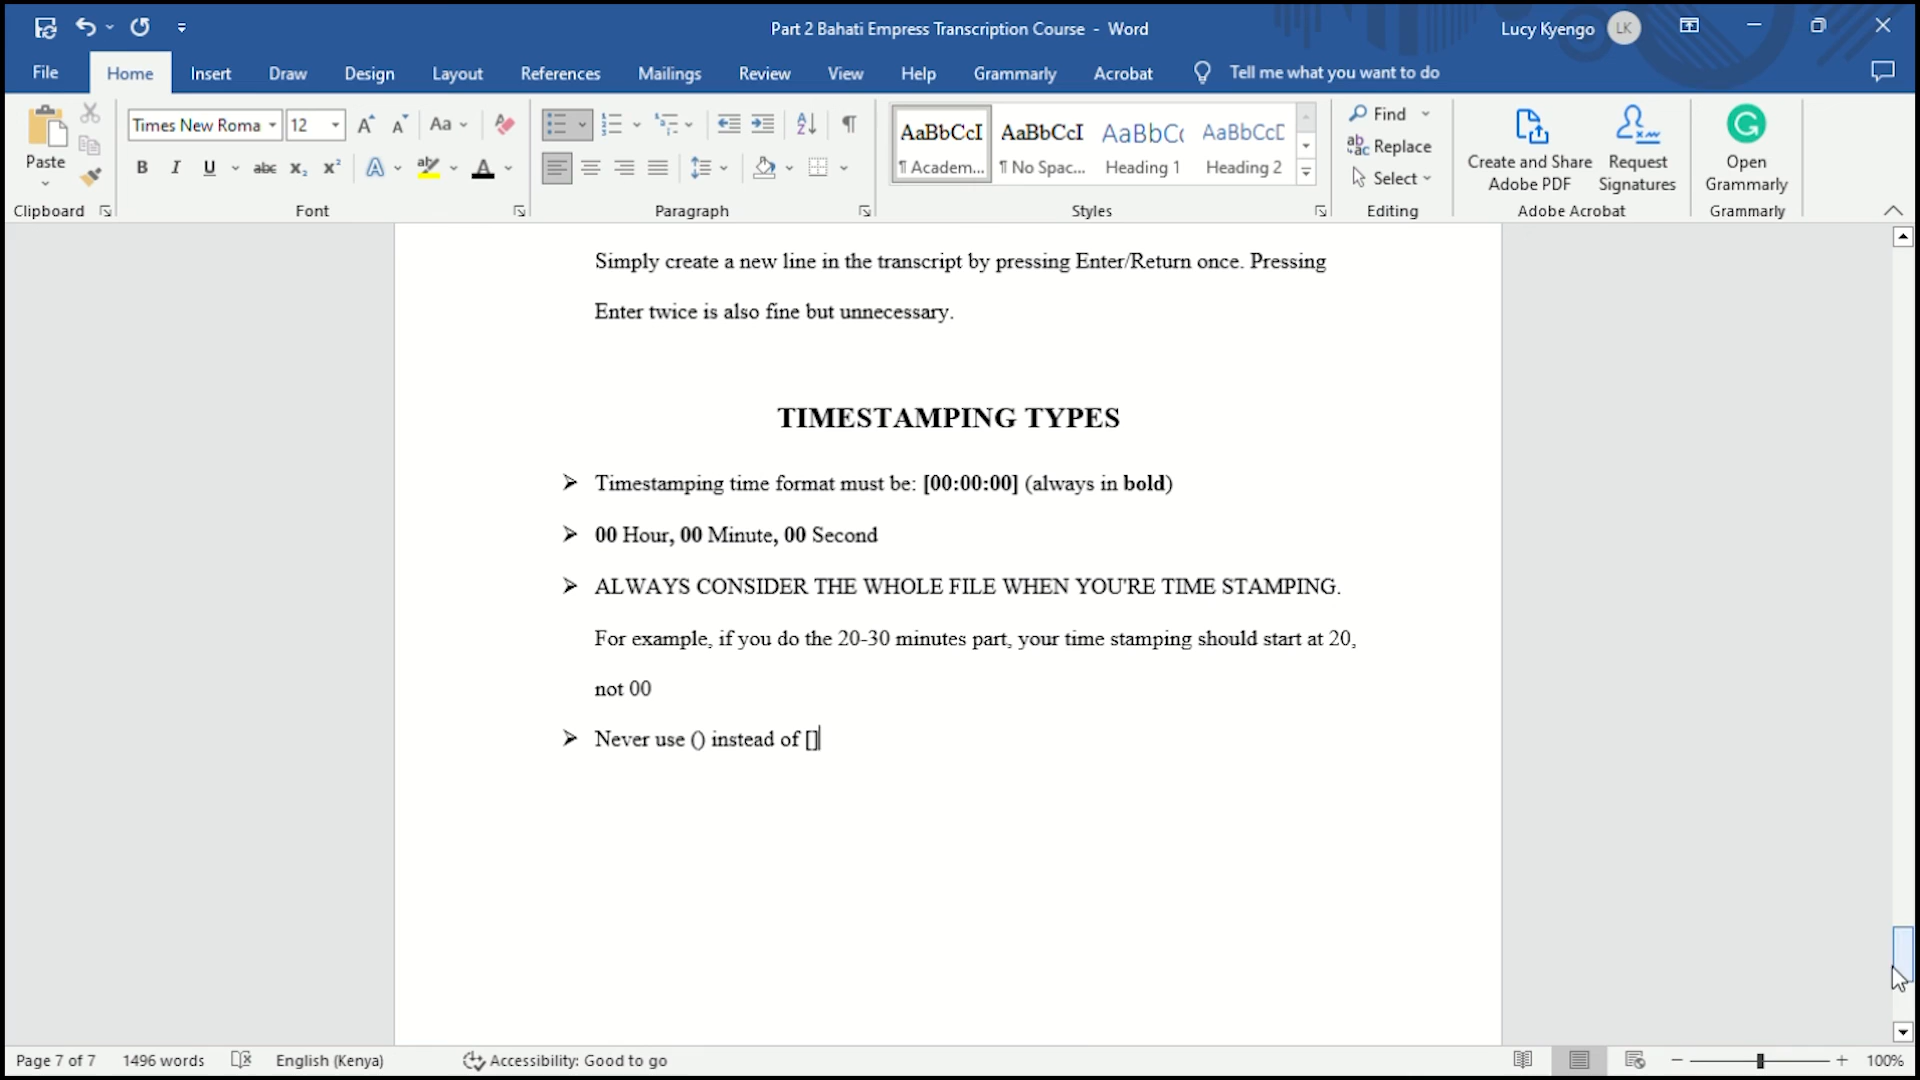 Part 2 Bahati Empress Transcription Course - Word
Lucy Kyengo LK
File Home Insert Draw Design Layout References Mailings Review View Help Grammarly Acrobat Tell me what you want to do
Times New Roma 12 Aa
AaBbCcI AaBbCcI AaBbC AaBbCcD
Find
Replace
Select
Paste
B I U abc x₂ x² A A
¶ Academ... ¶ No Spac... Heading 1 Heading 2
Create and Share Adobe PDF
Request Signatures
Open Grammarly
Clipboard Font Paragraph Styles Editing Adobe Acrobat Grammarly
Simply create a new line in the transcript by pressing Enter/Return once. Pressing
Enter twice is also fine but unnecessary.
TIMESTAMPING TYPES
➢ Timestamping time format must be: [00:00:00] (always in bold)
➢ 00 Hour, 00 Minute, 00 Second
➢ ALWAYS CONSIDER THE WHOLE FILE WHEN YOU'RE TIME STAMPING.
For example, if you do the 20-30 minutes part, your time stamping should start at 20,
not 00
➢ Never use () instead of []
Page 7 of 7 1496 words English (Kenya) Accessibility: Good to go 100%